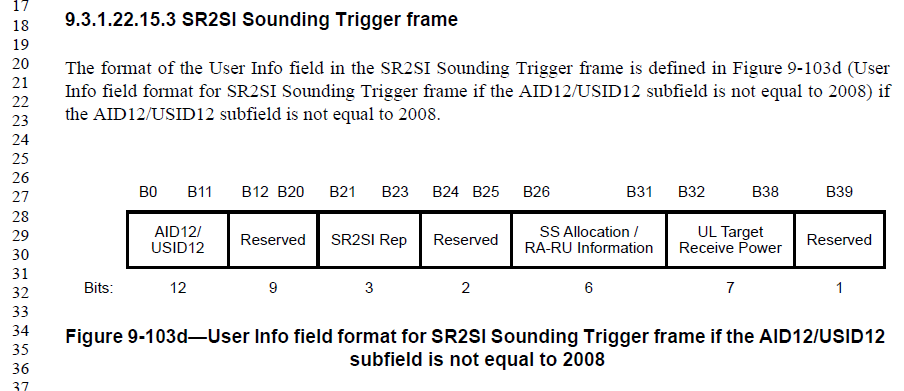 17
18 9.3.1.22.15.3 SR2SI Sounding Trigger frame
19
20 The format of the User Info field in the SR2SI Sounding Trigger frame is defined in Figure 9-103d (User
21 Info field format for SR2SI Sounding Trigger frame if the AID12/USID12 subfield is not equal to 2008) if
22 the AID12/USID12 subfield is not equal to 2008.
23
24
25
26
27 B0 B11 B12 B20 B21 B23 B24 B25 B26 B31 B32 B38 B39
28
29 AID12/ USID12 Reserved SR2SI Rep Reserved SS Allocation / RA-RU Information UL Target Receive Power Reserved
30
31
32 Bits: 12 9 3 2 6 7 1
33
34 Figure 9-103d—User Info field format for SR2SI Sounding Trigger frame if the AID12/USID12
35 subfield is not equal to 2008
36
37